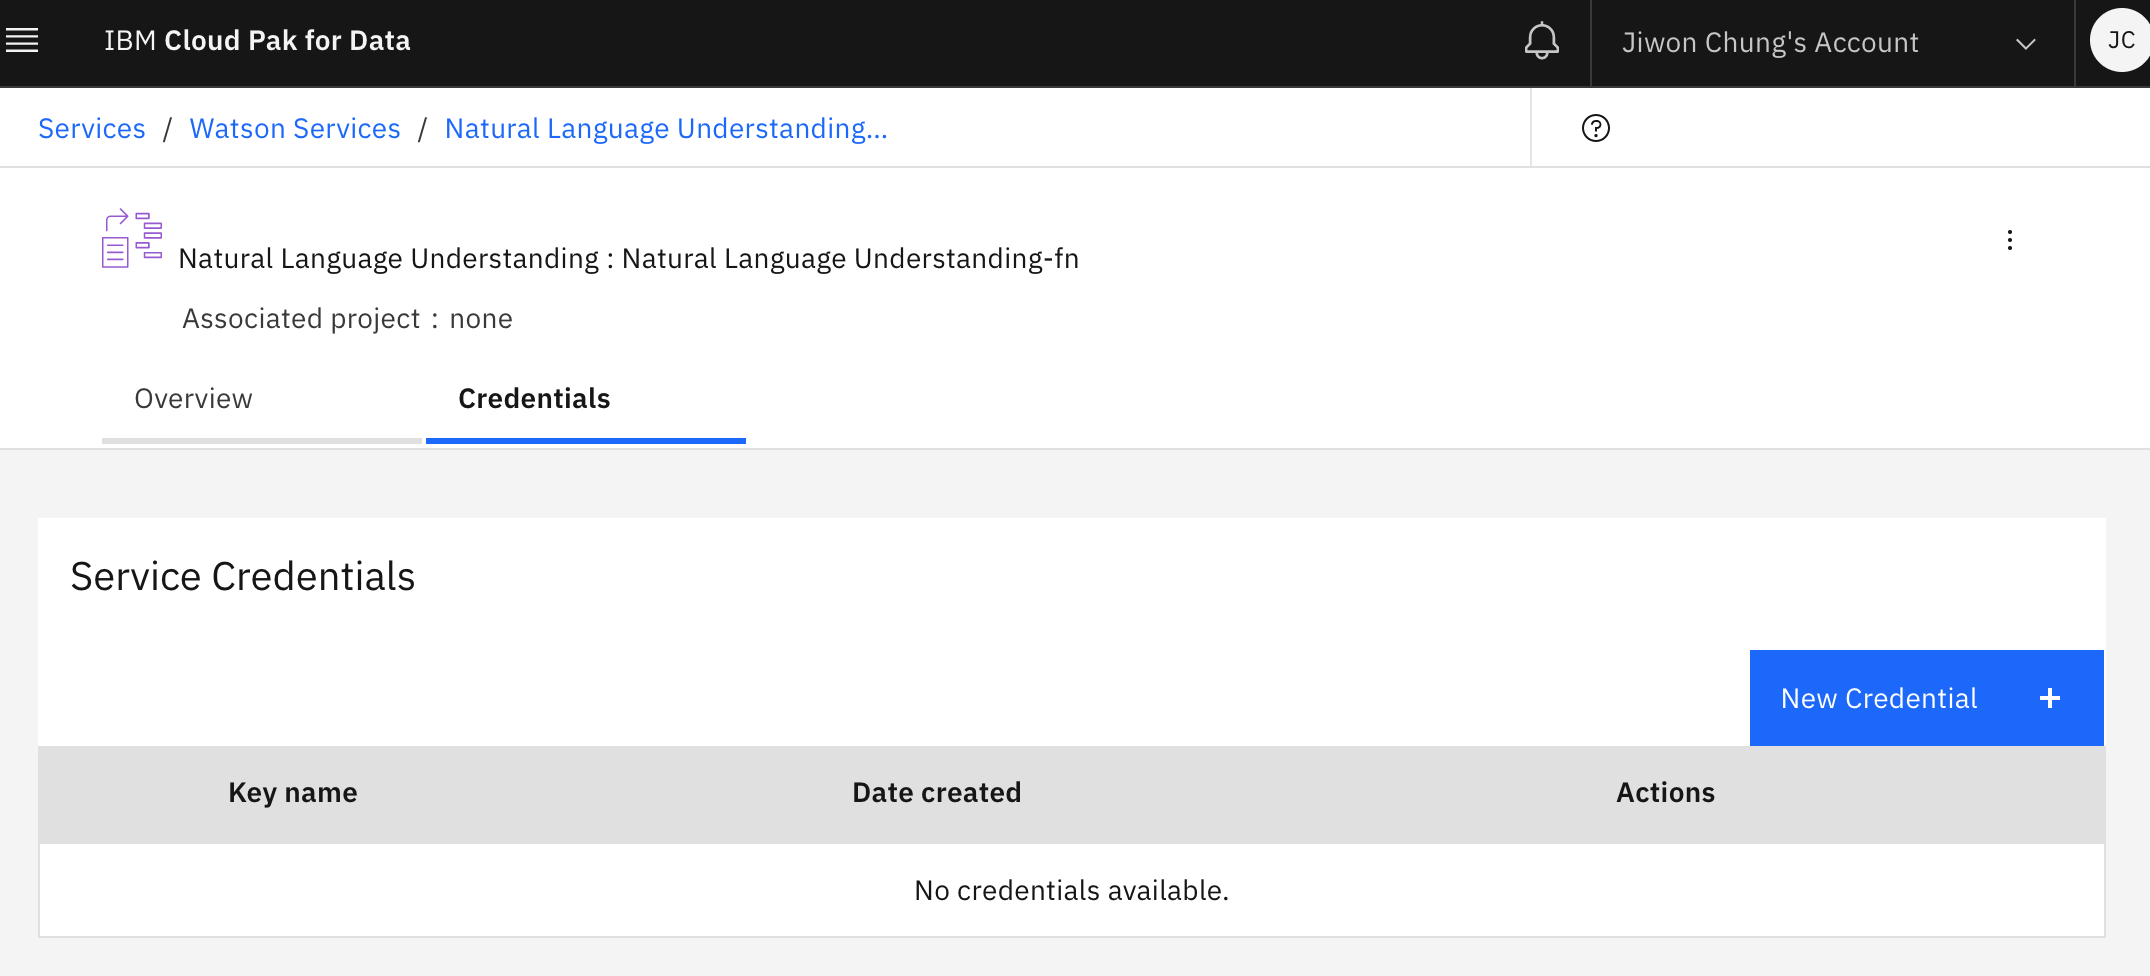 IBM Cloud Pak for Data
Jiwon Chung's Account
JC
Services / Watson Services / Natural Language Understanding...
Natural Language Understanding : Natural Language Understanding-fn
Associated project : none
Overview
Credentials
Service Credentials
New Credential +
Key name
Date created
Actions
No credentials available.